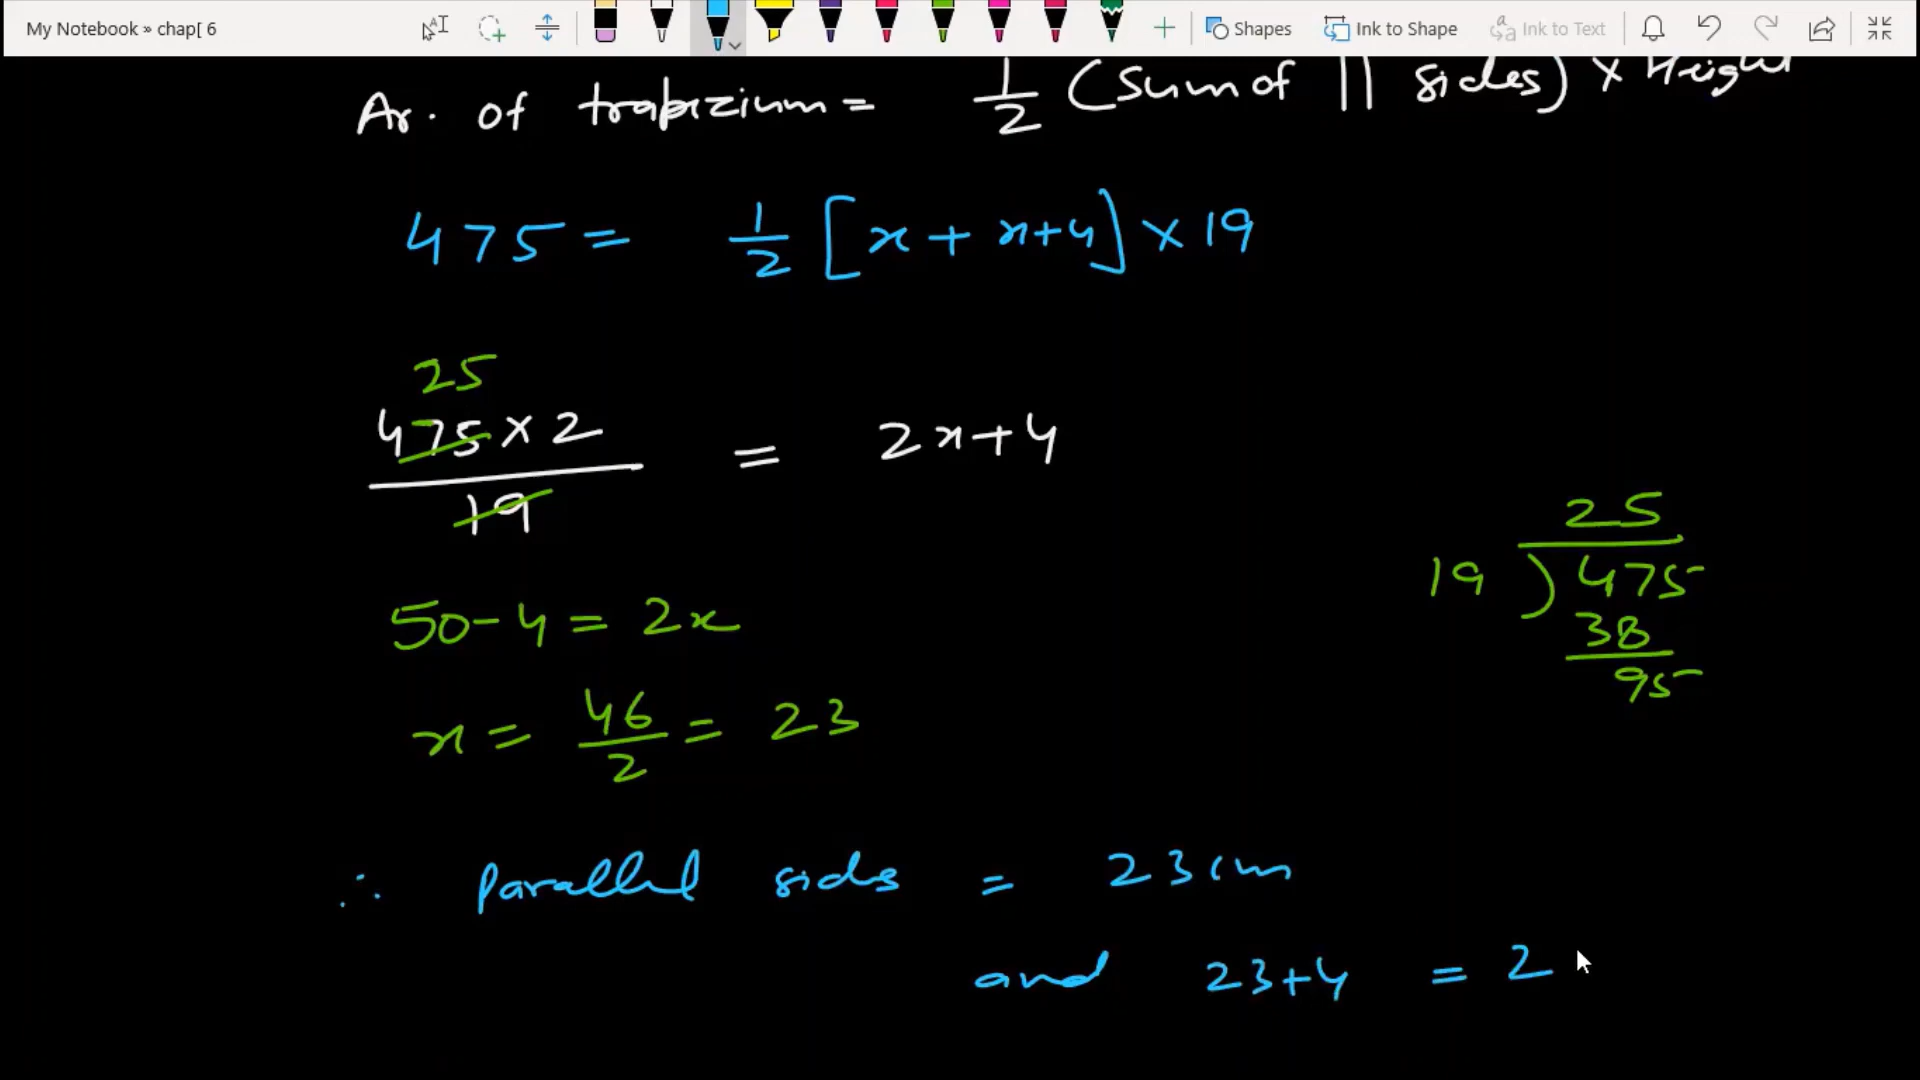 My Notebook » chap[ 6
Shapes
Ink to Shape
Ink to Text
Ar. of trapizium = 1/2 (Sum of || sides) × Height
475 = 1/2 [x + x+4] × 19
25
475 × 2 / 19 = 2x+4
25
19 ) 475
38
95
50 - 4 = 2x
x = 46/2 = 23
∴ parallel sides = 23cm
and 23+4 = 2